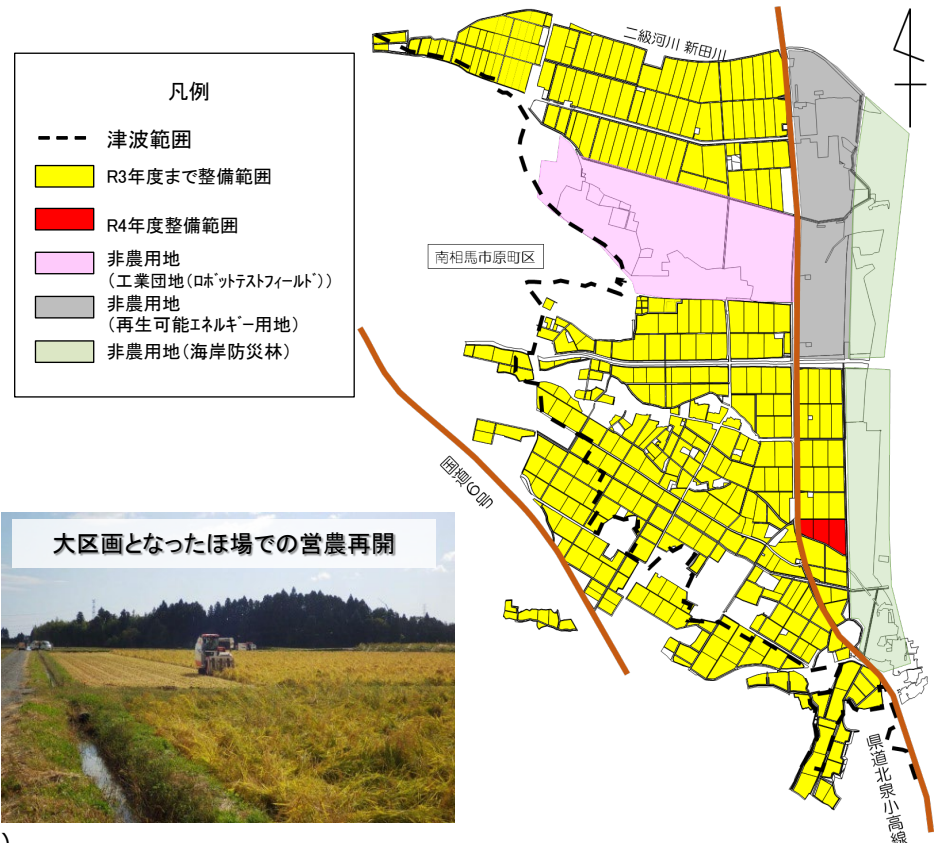 凡例
津波範囲
R3年度まで整備範囲
R4年度整備範囲
非農用地
(工業団地(ロボットテストフィールド))
非農用地
(再生可能エネルギー用地)
非農用地(海岸防災林)
二級河川 新田川
南相馬市原町区
国道6号
大区画となったほ場での営農再開
県道北泉小高線
)